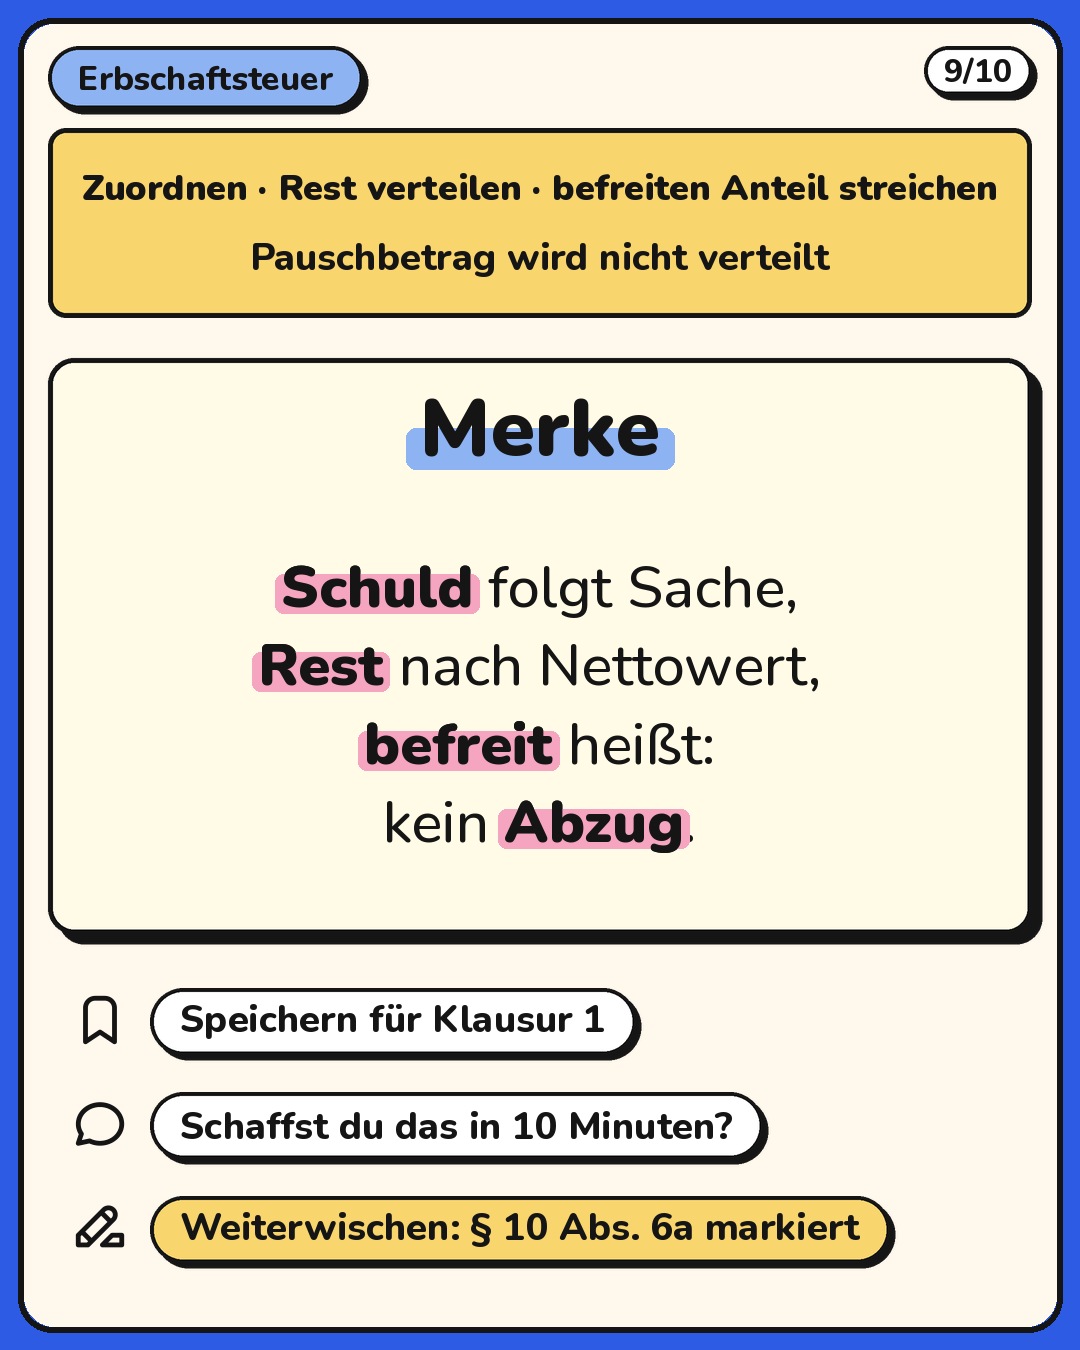 Erbschaftsteuer
9/10
Zuordnen · Rest verteilen · befreiten Anteil streichen
Pauschbetrag wird nicht verteilt
Merke
Schuld folgt Sache,
Rest nach Nettowert,
befreit heißt:
kein Abzug.
Speichern für Klausur 1
Schaffst du das in 10 Minuten?
Weiterwischen: § 10 Abs. 6a markiert